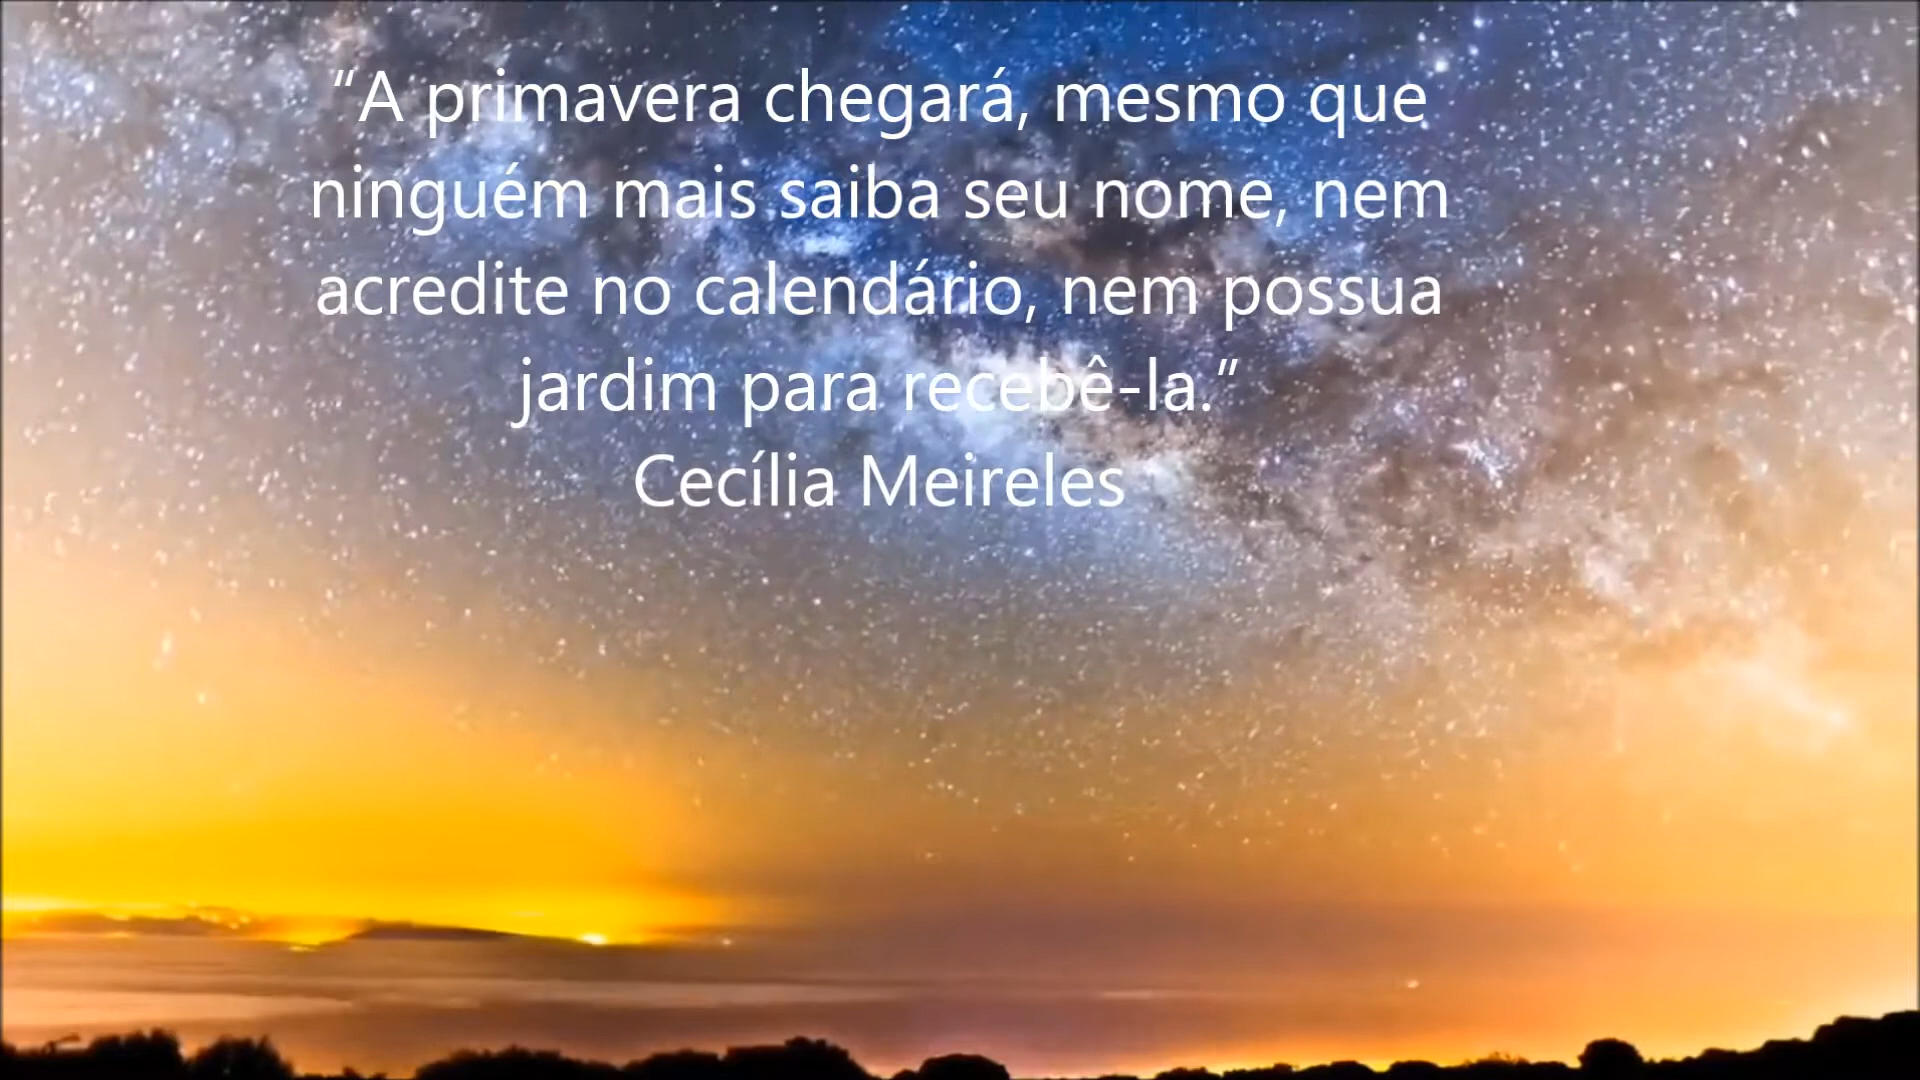 “A primavera chegará, mesmo que
ninguém mais saiba seu nome, nem
acredite no calendário, nem possua
jardim para recebê-la.”
Cecília Meireles